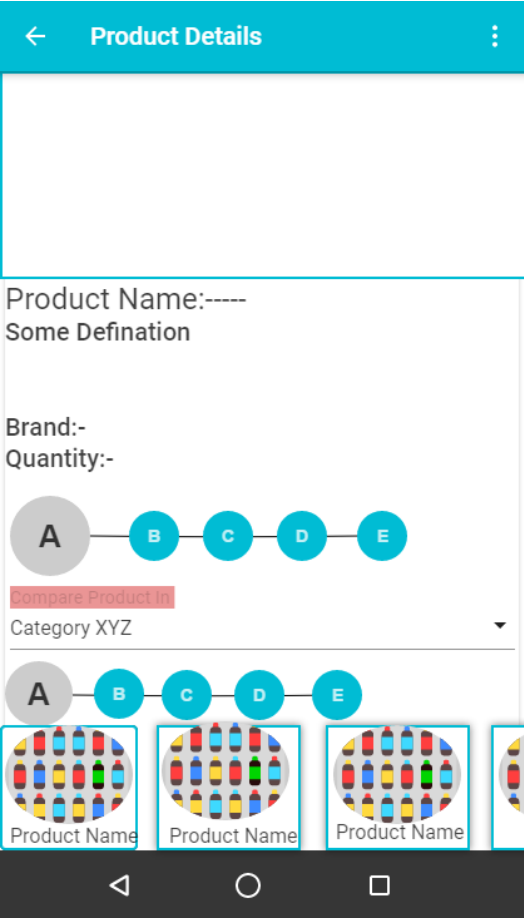 Product Details
Product Name:-----
Some Defination
Brand:-
Quantity:-
A B C D E
Compare Product In
Category XYZ
A B C D E
Product Name Product Name Product Name